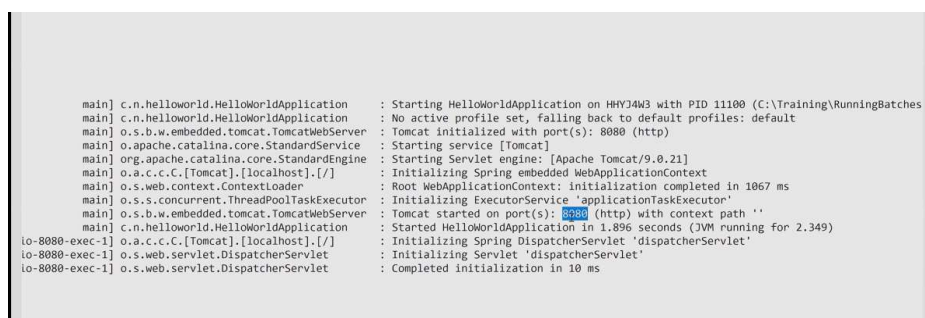 main] c.n.helloworld.HelloWorldApplication : Starting HelloWorldApplication on HHYJ4W3 with PID 11100 (C:\Training\RunningBatches
main] c.n.helloworld.HelloWorldApplication : No active profile set, falling back to default profiles: default
main] o.s.b.w.embedded.tomcat.TomcatWebServer : Tomcat initialized with port(s): 8080 (http)
main] o.apache.catalina.core.StandardService : Starting service [Tomcat]
main] org.apache.catalina.core.StandardEngine : Starting Servlet engine: [Apache Tomcat/9.0.21]
main] o.a.c.c.C.[Tomcat].[localhost].[/] : Initializing Spring embedded WebApplicationContext
main] o.s.web.context.ContextLoader : Root WebApplicationContext: initialization completed in 1067 ms
main] o.s.s.concurrent.ThreadPoolTaskExecutor : Initializing ExecutorService 'applicationTaskExecutor'
main] o.s.b.w.embedded.tomcat.TomcatWebServer : Tomcat started on port(s): 8080 (http) with context path ''
main] c.n.helloworld.HelloWorldApplication : Started HelloWorldApplication in 1.896 seconds (JVM running for 2.349)
io-8080-exec-1] o.a.c.c.C.[Tomcat].[localhost].[/] : Initializing Spring DispatcherServlet 'dispatcherServlet'
io-8080-exec-1] o.s.web.servlet.DispatcherServlet : Initializing Servlet 'dispatcherServlet'
io-8080-exec-1] o.s.web.servlet.DispatcherServlet : Completed initialization in 10 ms